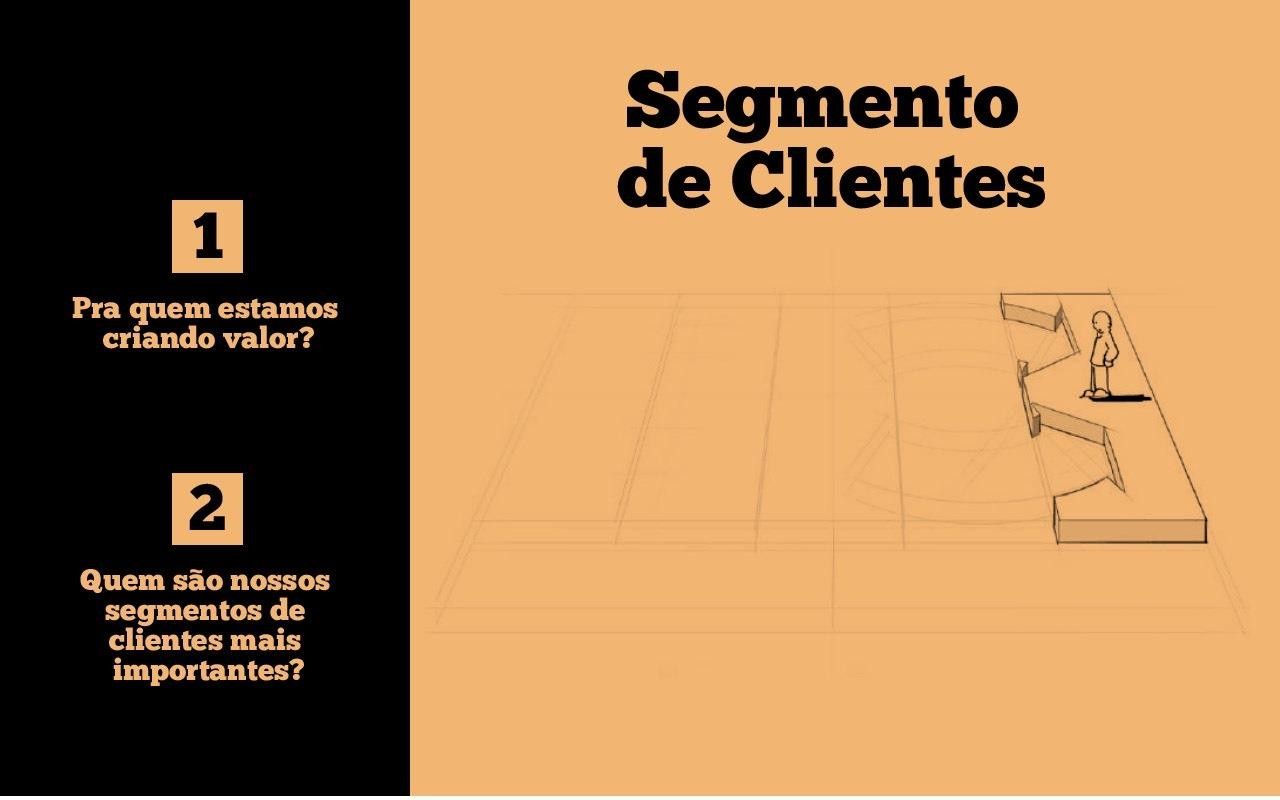 Segmento
de Clientes
1
Pra quem estamos
criando valor?
2
Quem são nossos
segmentos de
clientes mais
importantes?